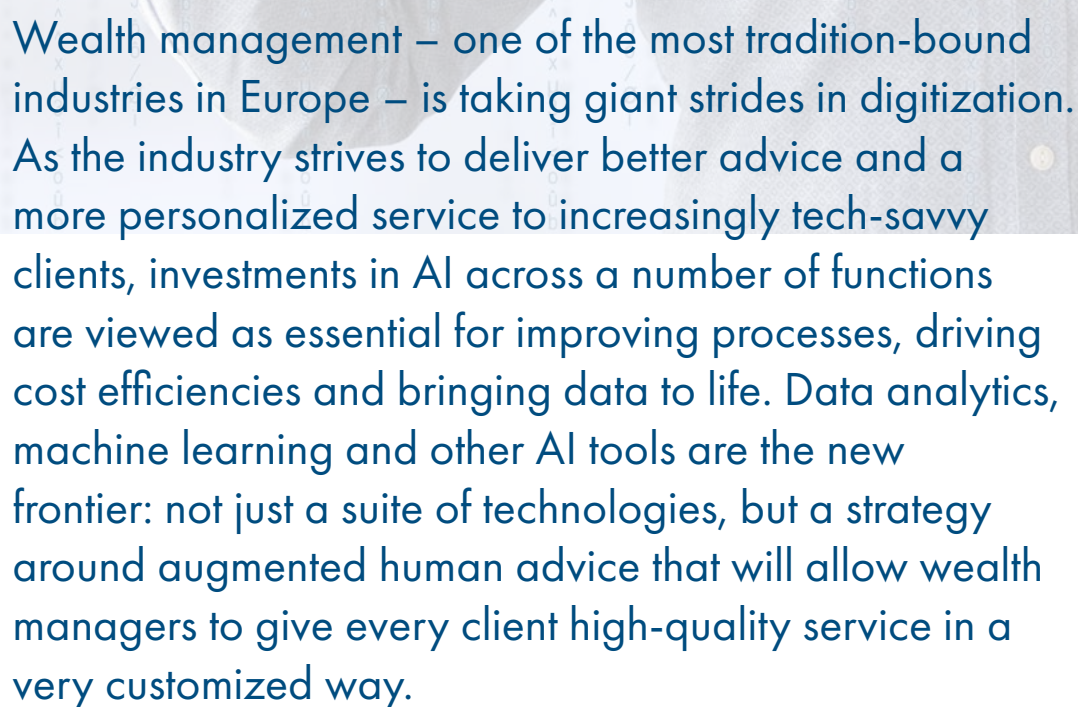 Wealth management – one of the most tradition-bound
industries in Europe – is taking giant strides in digitization.
As the industry strives to deliver better advice and a
more personalized service to increasingly tech-savvy
clients, investments in AI across a number of functions
are viewed as essential for improving processes, driving
cost efficiencies and bringing data to life. Data analytics,
machine learning and other AI tools are the new
frontier: not just a suite of technologies, but a strategy
around augmented human advice that will allow wealth
managers to give every client high-quality service in a
very customized way.